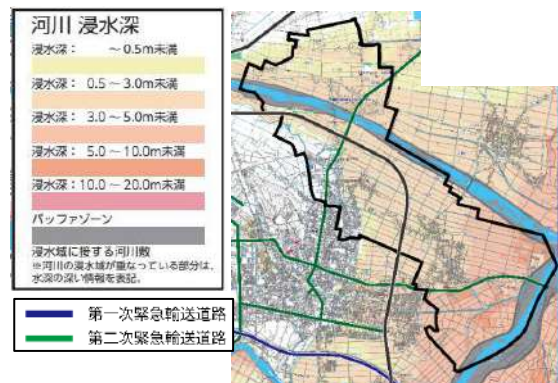 河川 浸水深
浸水深： ～0.5m未満
浸水深： 0.5～3.0m未満
浸水深： 3.0～5.0m未満
浸水深：5.0～10.0m未満
浸水深：10.0～20.0m未満
バッファゾーン
浸水域に接する河川敷
※河川の浸水域が重なっている部分は、
水深の深い情報を表記。
第一次緊急輸送道路
第二次緊急輸送道路